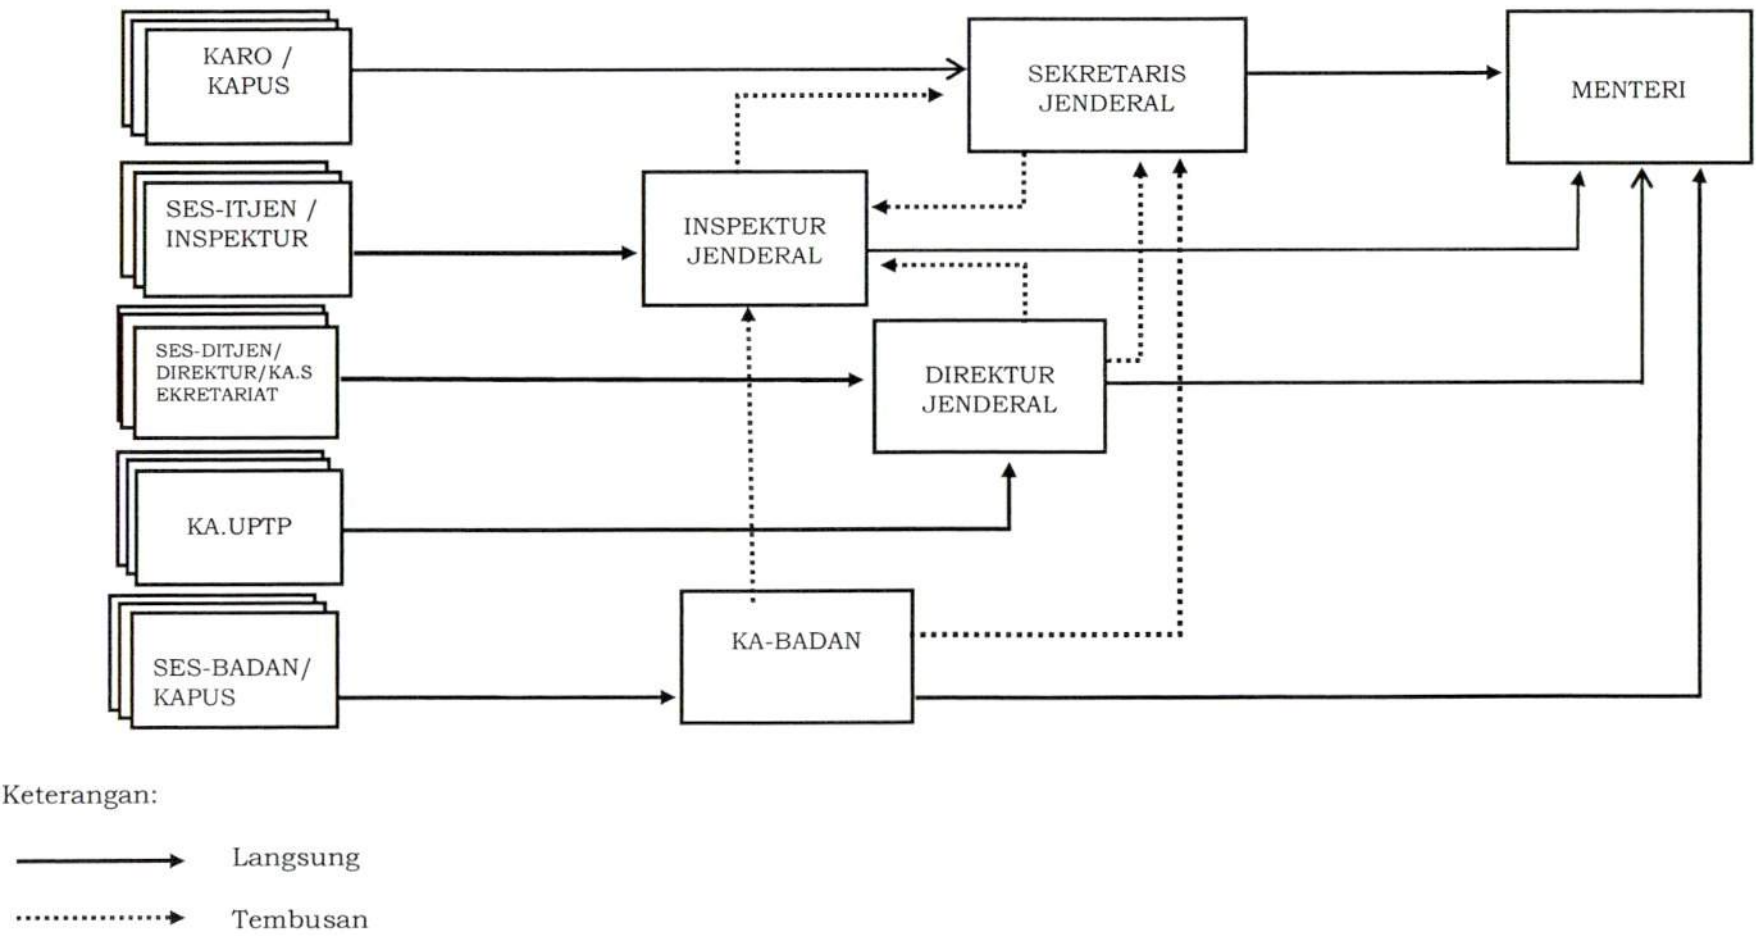 KARO /
KAPUS
SEKRETARIS
JENDERAL
MENTERI
SES-ITJEN /
INSPEKTUR
INSPEKTUR
JENDERAL
SES-DITJEN/
DIREKTUR/KA.S
EKRETARIAT
DIREKTUR
JENDERAL
KA.UPTP
KA-BADAN
SES-BADAN/
KAPUS
Keterangan:
Langsung
Tembusan